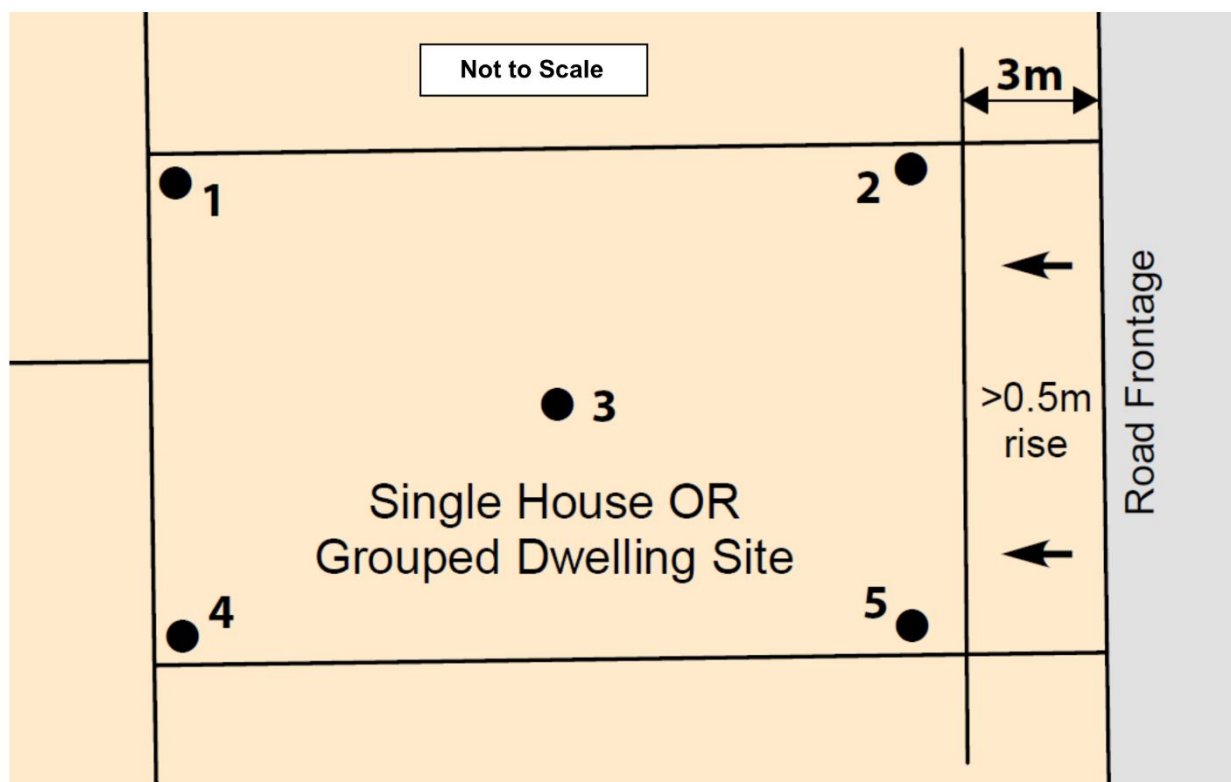 Not to Scale
3m
1
2
3
>0.5m
rise
Road Frontage
Single House OR
Grouped Dwelling Site
4
5